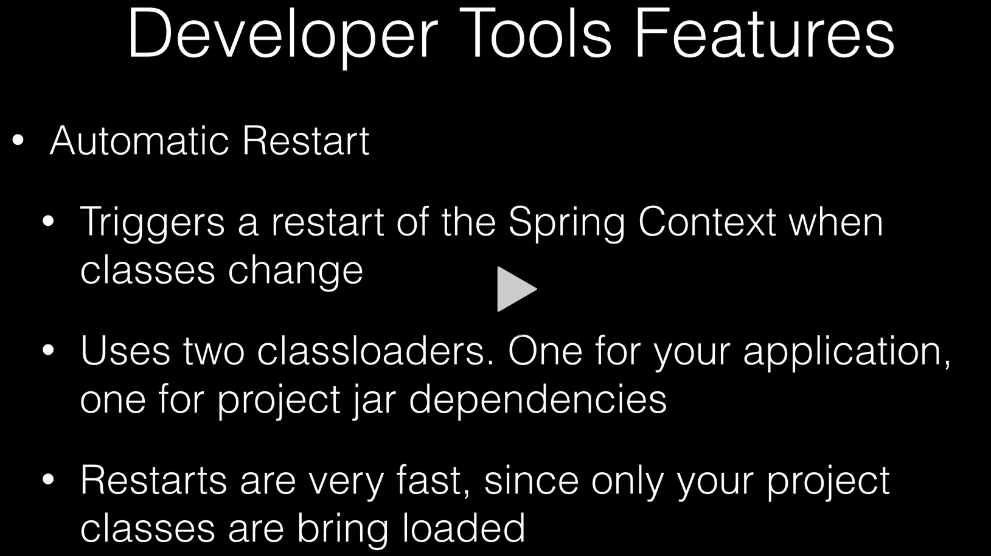 Developer Tools Features
• Automatic Restart
• Triggers a restart of the Spring Context when
classes change
• Uses two classloaders. One for your application,
one for project jar dependencies
• Restarts are very fast, since only your project
classes are bring loaded